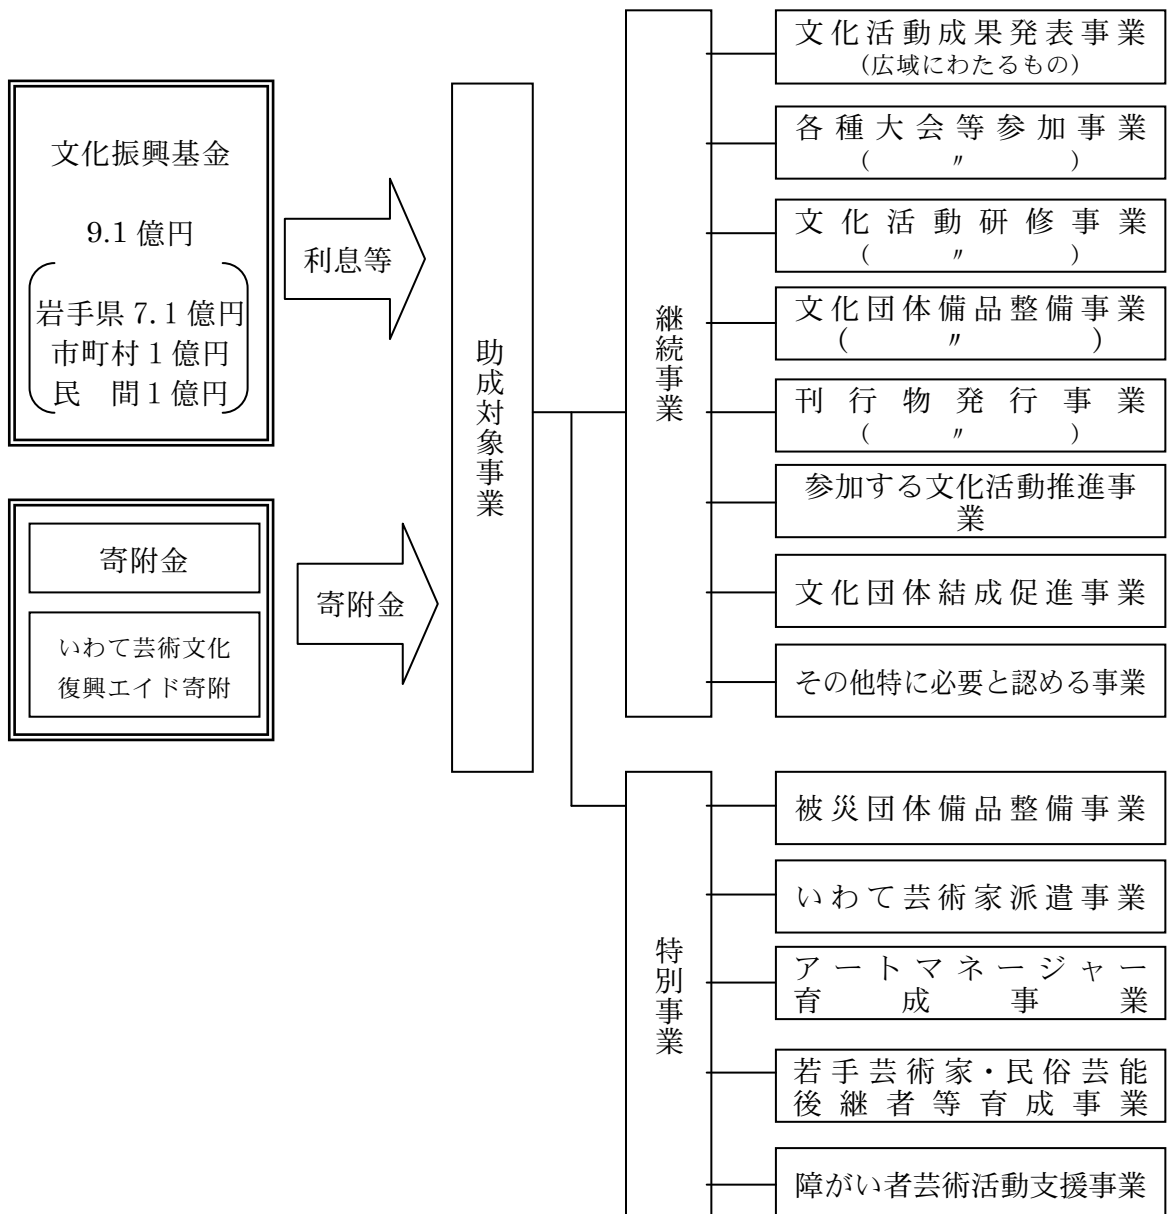 文化振興基金
9.1 億円
岩手県 7.1 億円
市町村 1 億円
民　間 1 億円
利息等
寄附金
いわて芸術文化
復興エイド寄附
寄附金
助成対象事業
継続事業
文化活動成果発表事業
(広域にわたるもの)
各種大会等参加事業
(　〃　)
文化活動研修事業
(　〃　)
文化団体備品整備事業
(　〃　)
刊行物発行事業
(　〃　)
参加する文化活動推進事
業
文化団体結成促進事業
その他特に必要と認める事業
特別事業
被災団体備品整備事業
いわて芸術家派遣事業
アートマネージャー
育成事業
若手芸術家・民俗芸能
後継者等育成事業
障がい者芸術活動支援事業